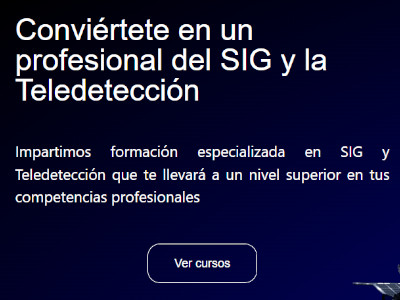 Conviértete en un
profesional del SIG y la
Teledetección
Impartimos formación especializada en SIG y
Teledetección que te llevará a un nivel superior en tus
competencias profesionales
Ver cursos